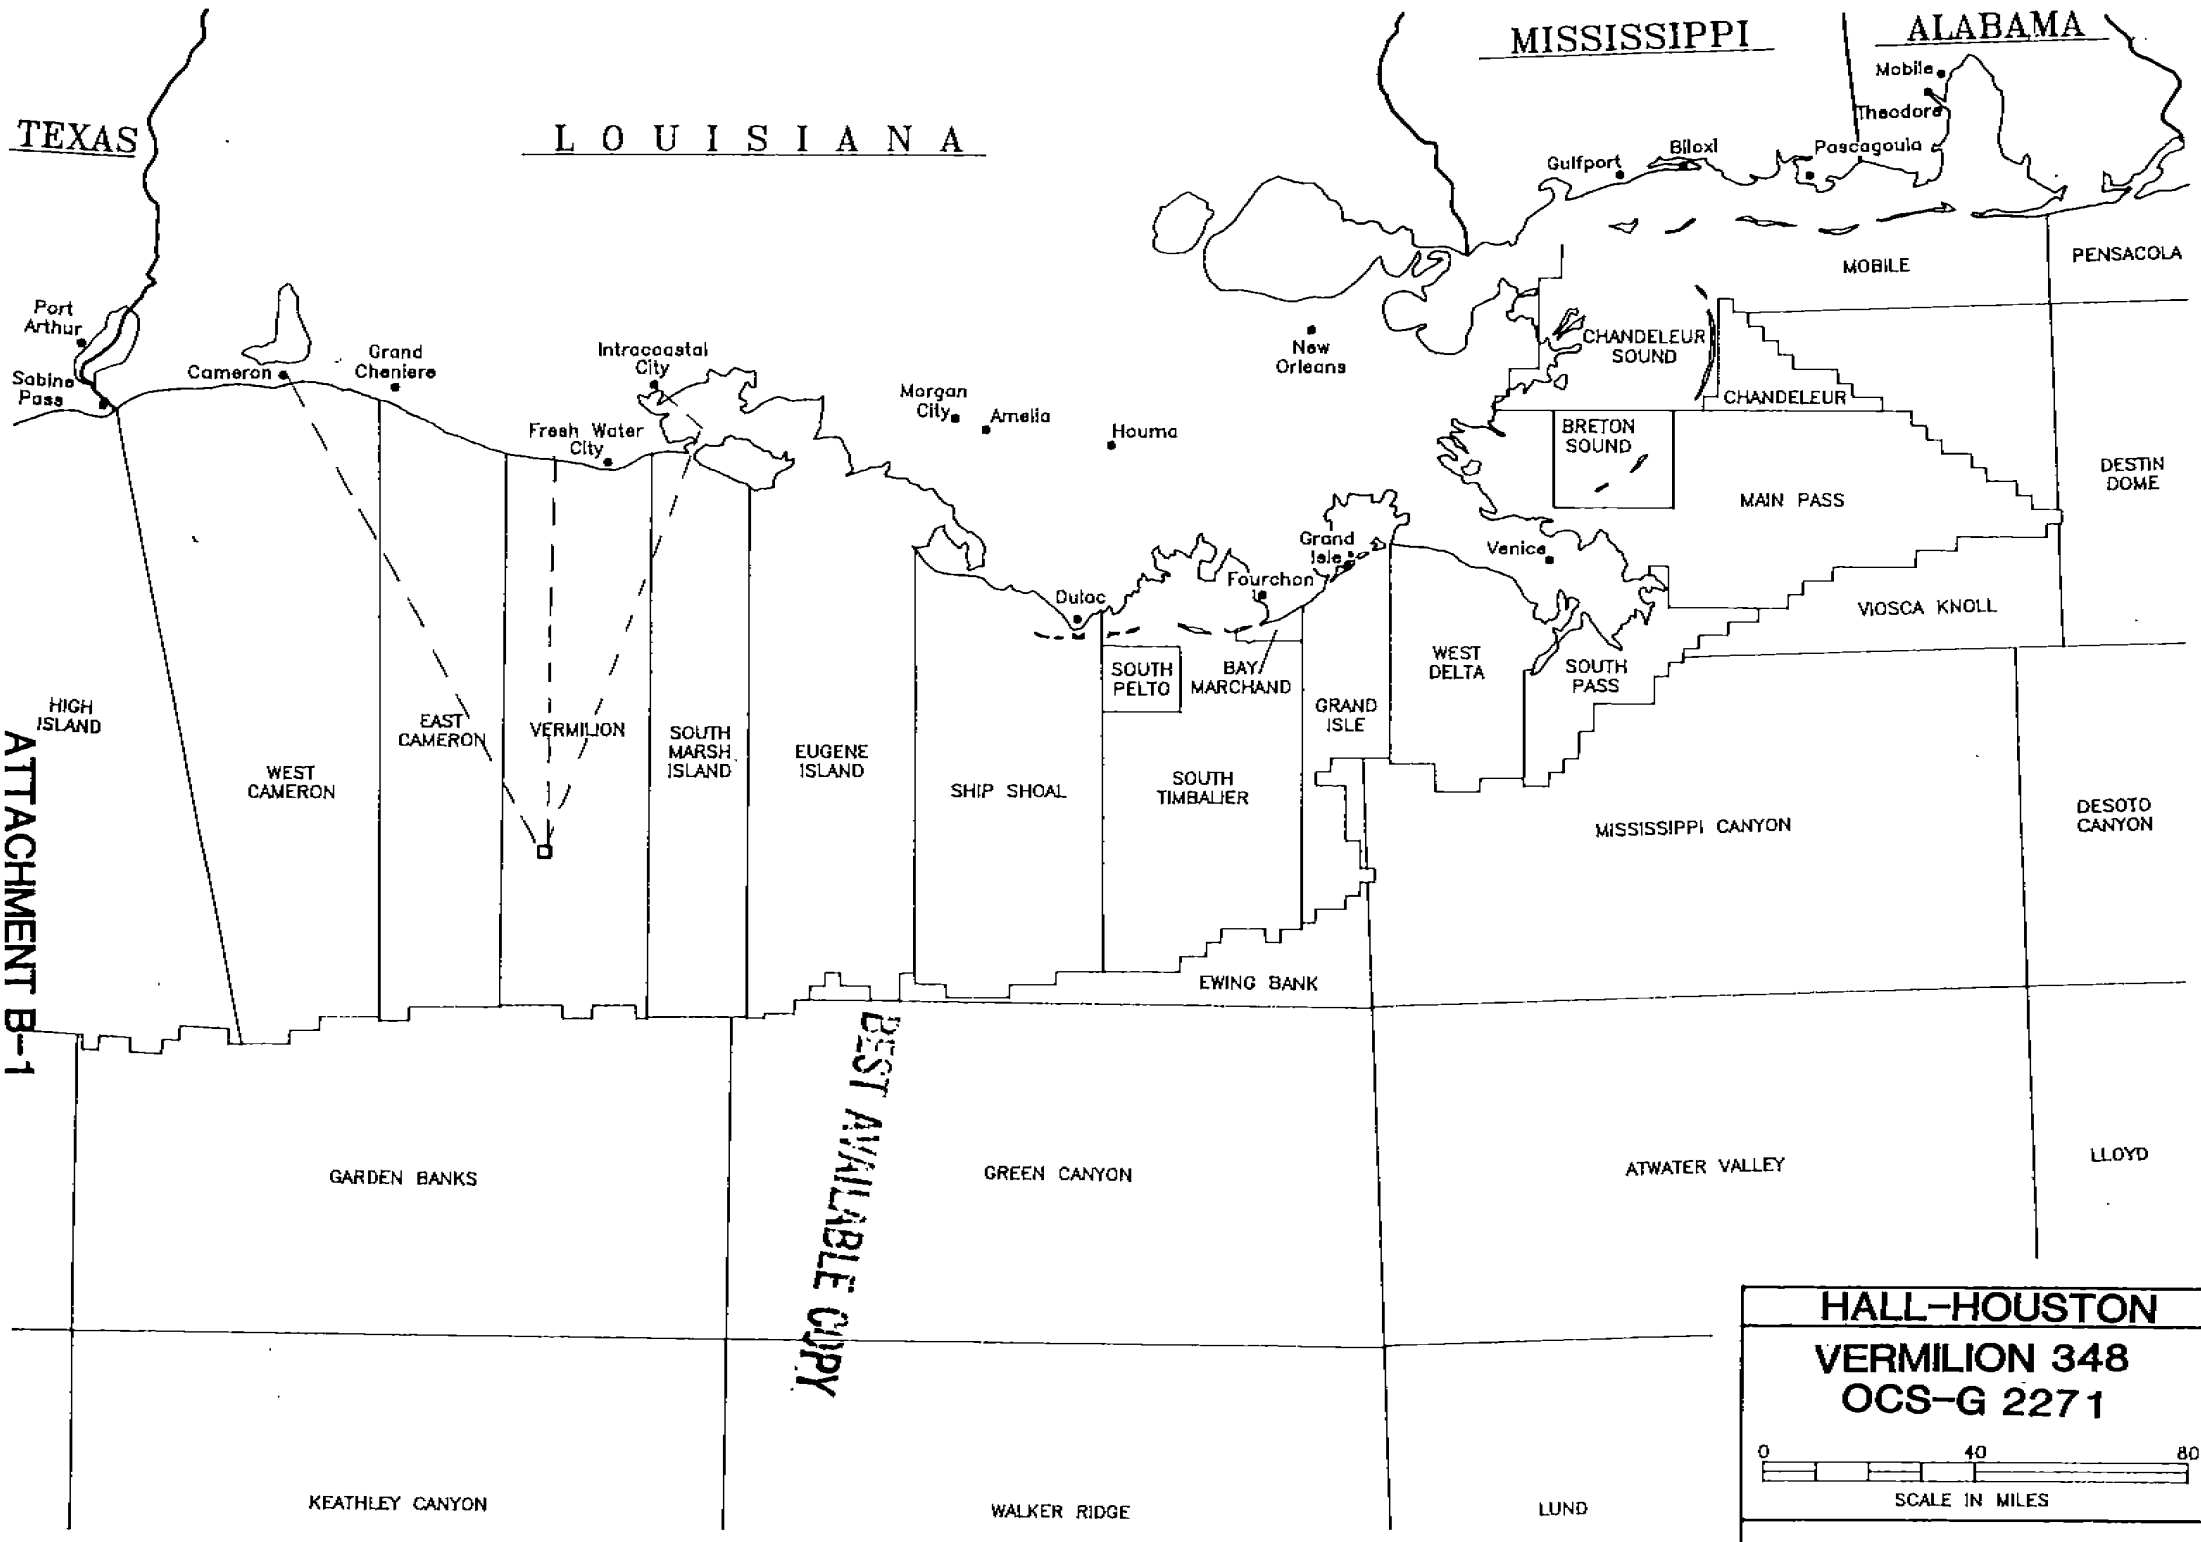 MISSISSIPPI
ALABAMA
TEXAS
L O U I S I A N A
Mobile
Theodore
Pascagoula
Biloxi
Gulfport
PENSACOLA
MOBILE
Port
Arthur
Sabine
Pass
Cameron
Grand
Cheniere
Intracoastal
City
Fresh Water
City
Morgan
City
Amelia
Houma
New
Orleans
CHANDELEUR
SOUND
CHANDELEUR
BRETON
SOUND
MAIN PASS
DESTIN
DOME
Venice
Grand
Isle
Fourchon
Dulac
VIOSCA KNOLL
HIGH
ISLAND
WEST
CAMERON
EAST
CAMERON
VERMILION
SOUTH
MARSH
ISLAND
EUGENE
ISLAND
SHIP SHOAL
SOUTH
PELTO
BAY
MARCHAND
SOUTH
TIMBALIER
GRAND
ISLE
WEST
DELTA
SOUTH
PASS
MISSISSIPPI CANYON
DESOTO
CANYON
EWING BANK
ATTACHMENT B-1
BEST AVAILABLE COPY
GARDEN BANKS
GREEN CANYON
ATWATER VALLEY
LLOYD
KEATHLEY CANYON
WALKER RIDGE
LUND
HALL-HOUSTON
VERMILION 348
OCS-G 2271
0 40 80
SCALE IN MILES